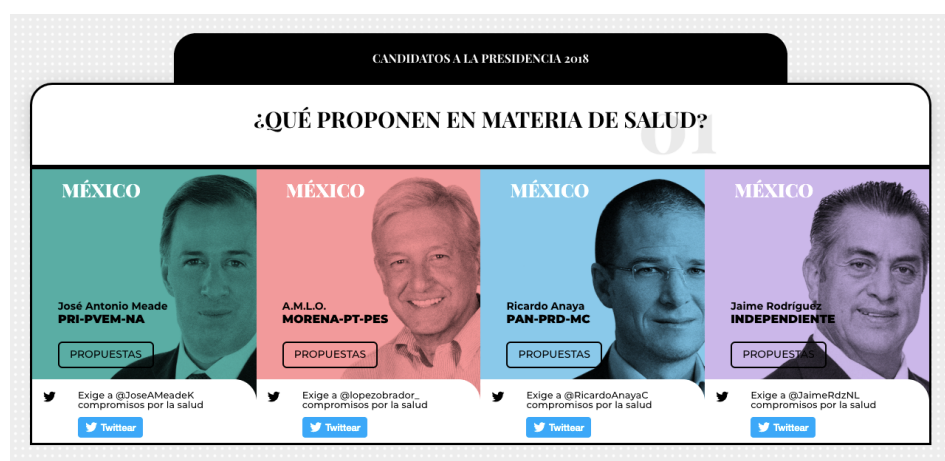 CANDIDATOS A LA PRESIDENCIA 2018
¿QUÉ PROPONEN EN MATERIA DE SALUD?
01
MÉXICO
José Antonio Meade
PRI-PVEM-NA
PROPUESTAS
Exige a @JoseAMeadeK
compromisos por la salud
Twittear
MÉXICO
A.M.L.O.
MORENA-PT-PES
PROPUESTAS
Exige a @lopezobrador_
compromisos por la salud
Twittear
MÉXICO
Ricardo Anaya
PAN-PRD-MC
PROPUESTAS
Exige a @RicardoAnayaC
compromisos por la salud
Twittear
MÉXICO
Jaime Rodríguez
INDEPENDIENTE
PROPUESTAS
Exige a @JaimeRdzNL
compromisos por la salud
Twittear